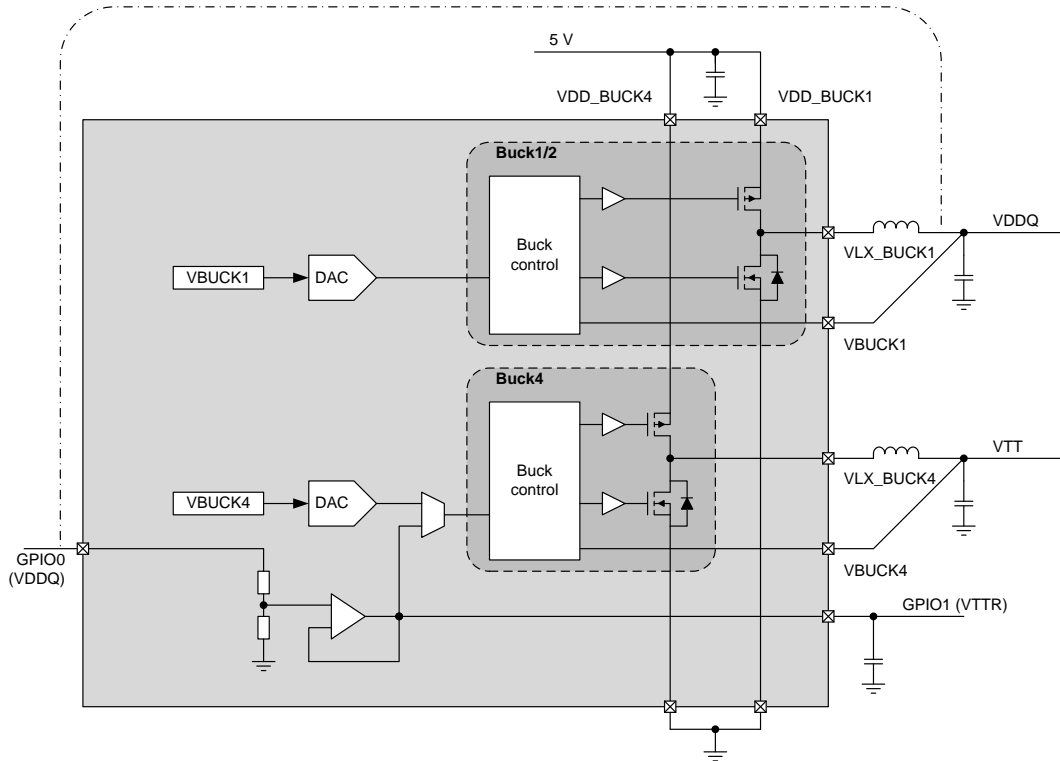 5 V
VDD_BUCK4
VDD_BUCK1
Buck1/2
Buck
control
VBUCK1
DAC
VLX_BUCK1
VDDQ
VBUCK1
Buck4
Buck
control
VBUCK4
DAC
VLX_BUCK4
VTT
VBUCK4
GPIO0
(VDDQ)
GPIO1 (VTTR)